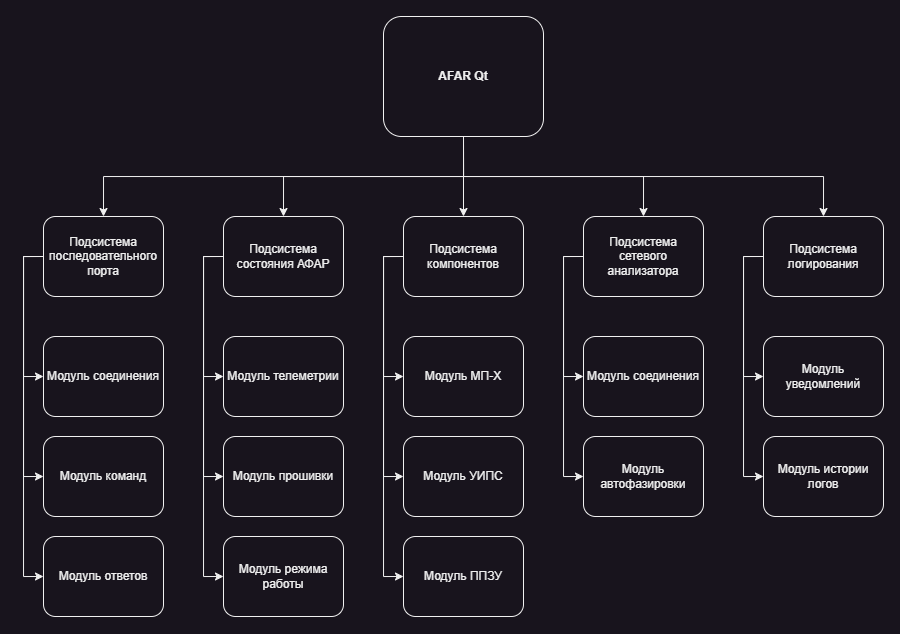 AFAR Qt
Подсистема
последовательного
порта
Подсистема
состояния АФАР
Подсистема
компонентов
Подсистема
сетевого
анализатора
Подсистема
логирования
Модуль соединения
Модуль телеметрии
Модуль МП-Х
Модуль соединения
Модуль
уведомлений
Модуль команд
Модуль прошивки
Модуль УИПС
Модуль
автофазировки
Модуль истории
логов
Модуль ответов
Модуль режима
работы
Модуль ППЗУ